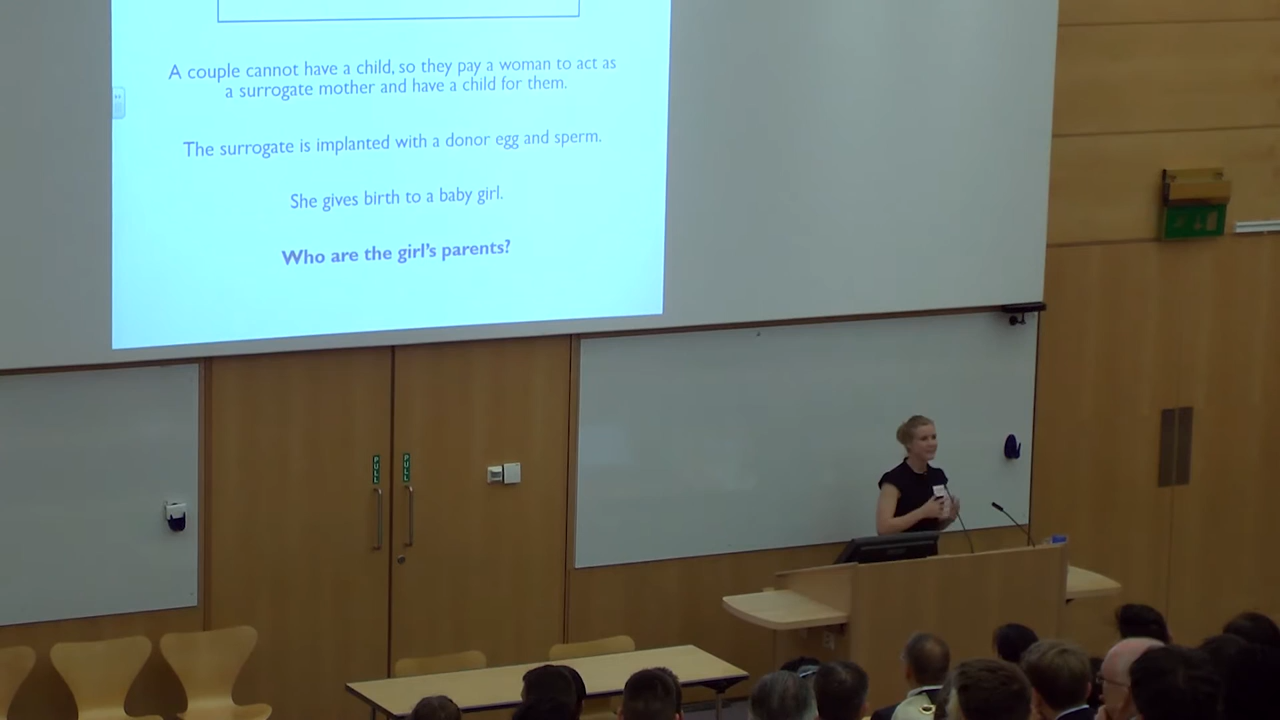 A couple cannot have a child, so they pay a woman to act as
a surrogate mother and have a child for them.
The surrogate is implanted with a donor egg and sperm.
She gives birth to a baby girl.
Who are the girl's parents?
PULL
PULL